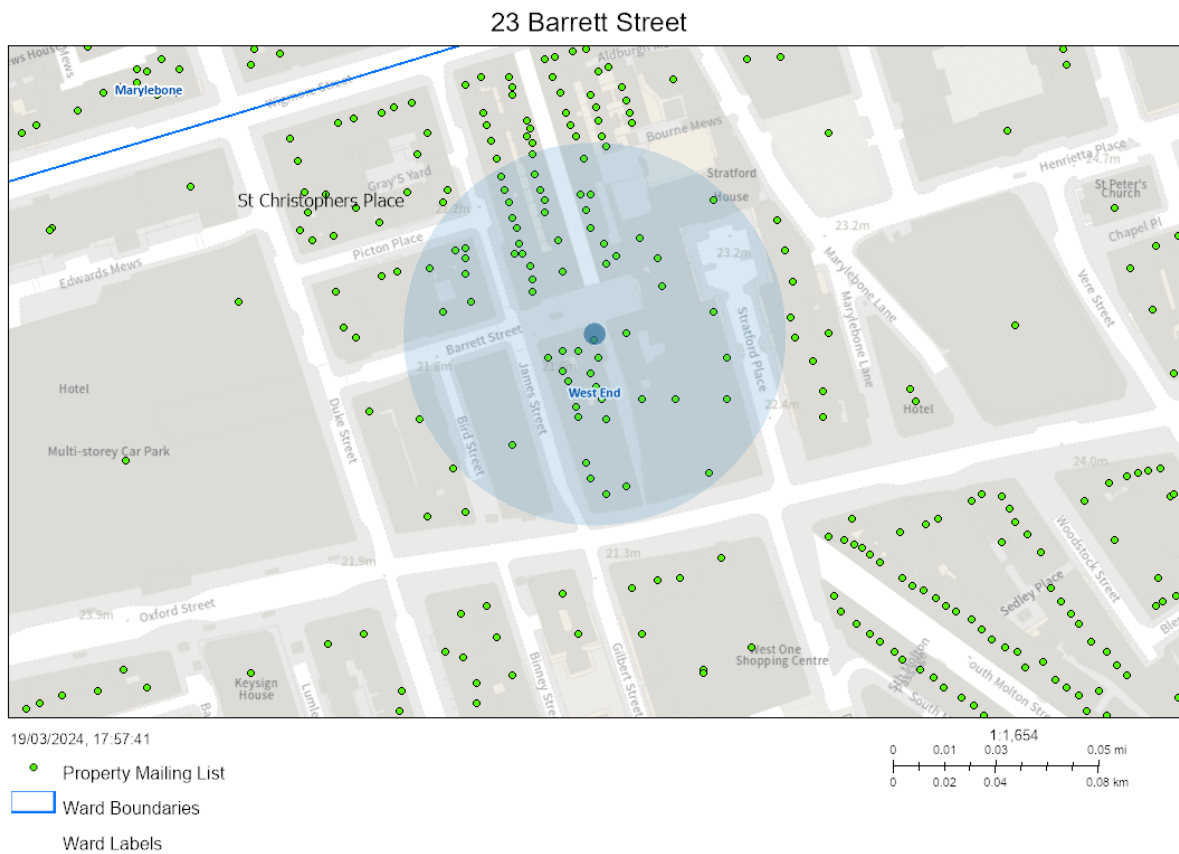 23 Barrett Street
Mews
Marylebone
Wigmore Street
Aldburgh
Bourne Mews
Gray'S Yard
St Christophers Place
22.2m
Stratford
House
Henrietta Place
24.7m
St Peter's
Church
Chapel Pl
23.2m
23.2m
Picton Place
Edwards Mews
Marylebone Lane
Marylebone Lane
Vere Street
Barrett Street
21.8m
James Street
Stratford Place
West End
Hotel
Duke Street
Bird Street
22.4m
Hotel
Multi-storey Car Park
24.0m
Woodstock Street
21.9m
21.3m
Oxford Street
23.9m
Sedley Place
Binney Street
Gilbert Street
West One
Shopping Centre
Keysign
House
South Molton
19/03/2024, 17:57:41
Property Mailing List
Ward Boundaries
Ward Labels
1:1,654
0 0.01 0.03 0.05 mi
0 0.02 0.04 0.08 km